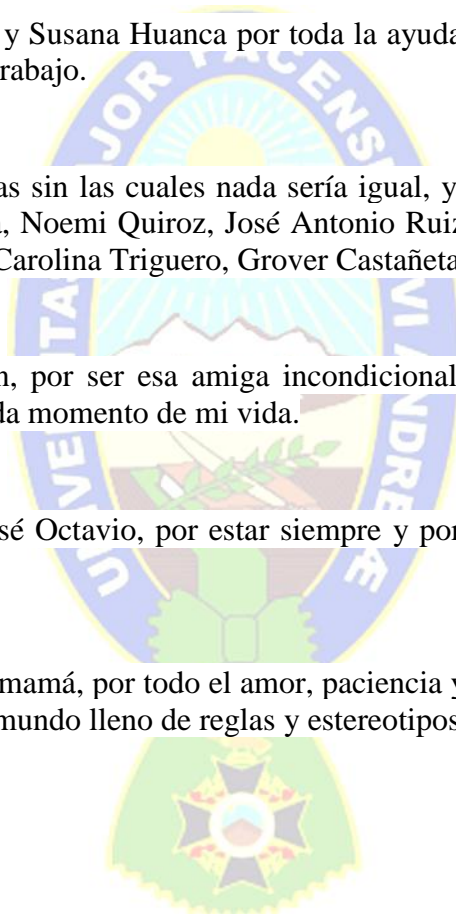 y Susana Huanca por toda la ayuda
rabajo.
as sin las cuales nada sería igual, y
, Noemi Quiroz, José Antonio Ruiz
Carolina Triguero, Grover Castañeta
n, por ser esa amiga incondicional
da momento de mi vida.
sé Octavio, por estar siempre y por
mamá, por todo el amor, paciencia y
mundo lleno de reglas y estereotipos